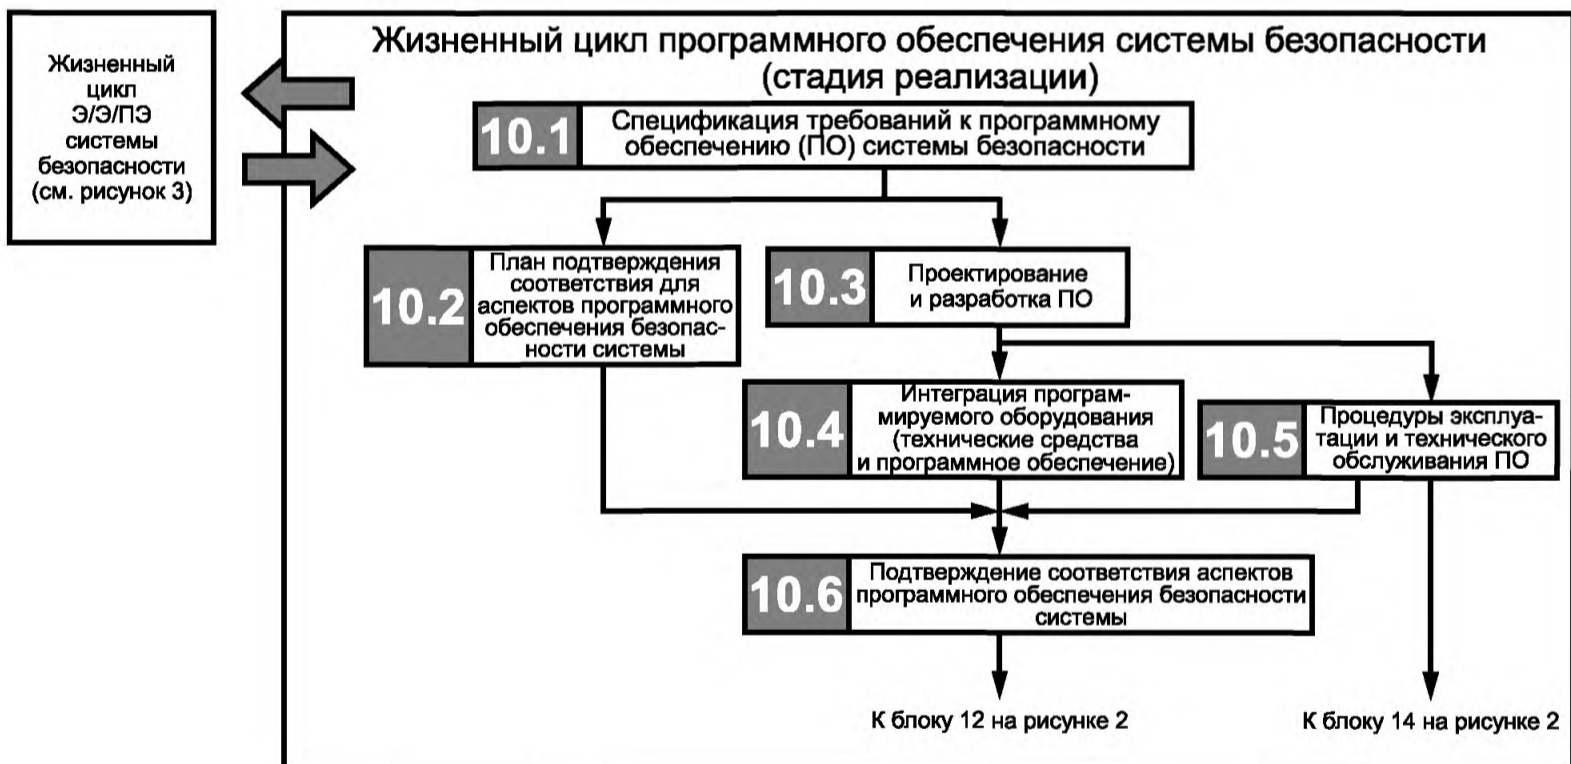 Жизненный
цикл
Э/Э/ПЭ
системы
безопасности
(см. рисунок 3)
Жизненный цикл программного обеспечения системы безопасности
(стадия реализации)
10.1
Спецификация требований к программному
обеспечению (ПО) системы безопасности
10.2
План подтверждения
соответствия для
аспектов программного
обеспечения безопас-
ности системы
10.3
Проектирование
и разработка ПО
10.4
Интеграция програм-
мируемого оборудования
(технические средства
и программное обеспечение)
10.5
Процедуры эксплуа-
тации и технического
обслуживания ПО
10.6
Подтверждение соответствия аспектов
программного обеспечения безопасности
системы
К блоку 12 на рисунке 2
К блоку 14 на рисунке 2